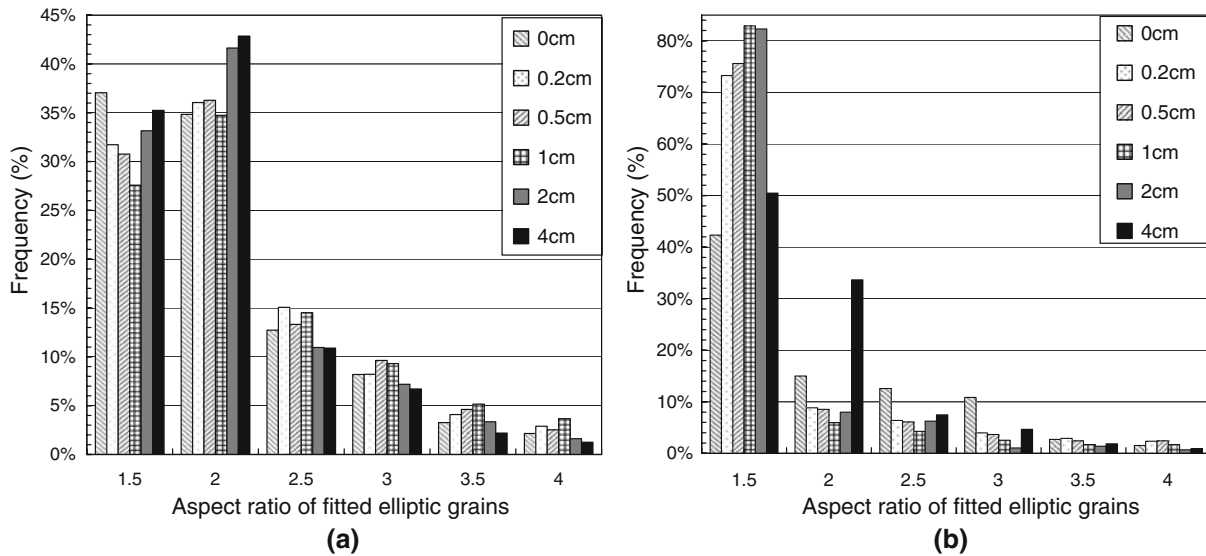 45%
40%
35%
30%
25%
20%
15%
10%
5%
0%
Frequency (%)
0cm
0.2cm
0.5cm
1cm
2cm
4cm
1.5 2 2.5 3 3.5 4
Aspect ratio of fitted elliptic grains
(a)
80%
70%
60%
50%
40%
30%
20%
10%
0%
Frequency (%)
0cm
0.2cm
0.5cm
1cm
2cm
4cm
1.5 2 2.5 3 3.5 4
Aspect ratio of fitted elliptic grains
(b)